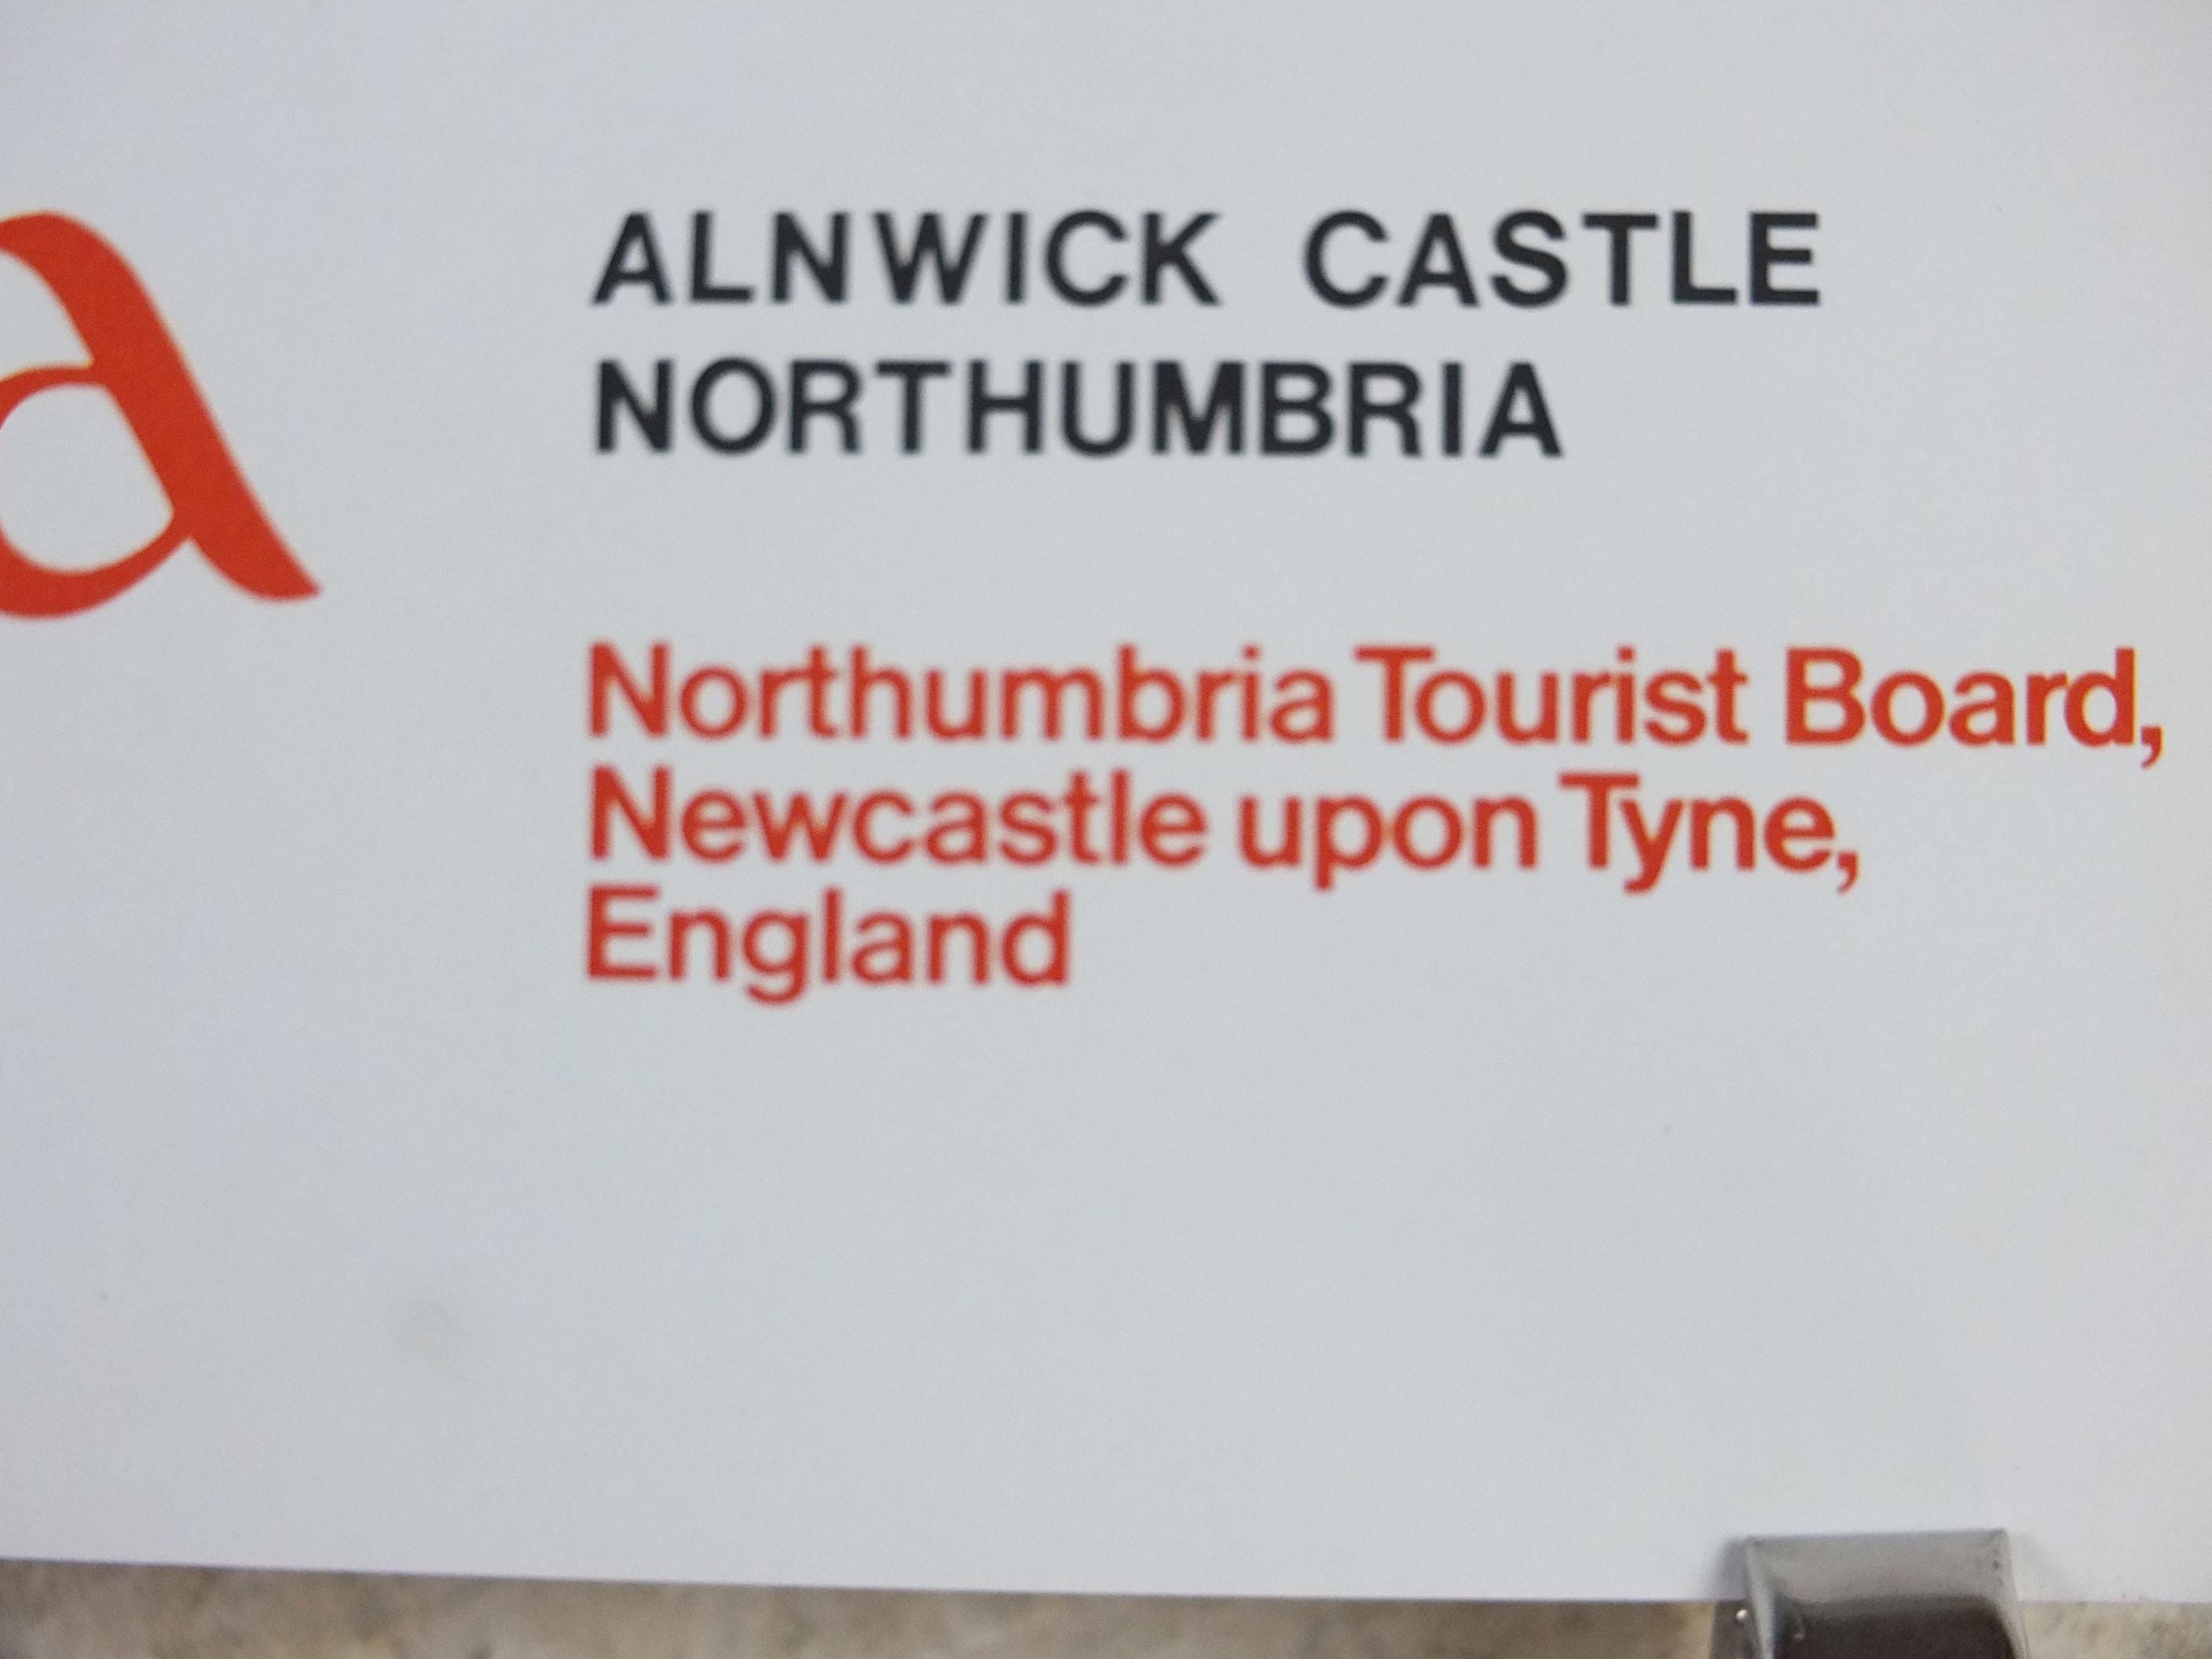 a
ALNWICK CASTLE
NORTHUMBRIA
Northumbria Tourist Board,
Newcastle upon Tyne,
England